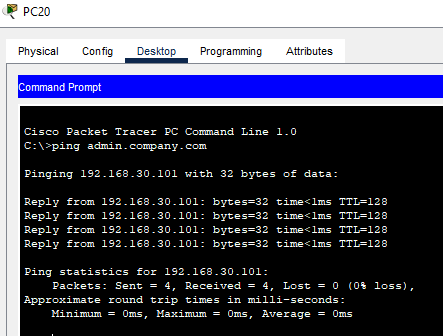 PC20
Physical Config Desktop Programming Attributes
Command Prompt
Cisco Packet Tracer PC Command Line 1.0
C:\>ping admin.company.com
Pinging 192.168.30.101 with 32 bytes of data:
Reply from 192.168.30.101: bytes=32 time<1ms TTL=128
Reply from 192.168.30.101: bytes=32 time<1ms TTL=128
Reply from 192.168.30.101: bytes=32 time<1ms TTL=128
Reply from 192.168.30.101: bytes=32 time<1ms TTL=128
Ping statistics for 192.168.30.101:
Packets: Sent = 4, Received = 4, Lost = 0 (0% loss),
Approximate round trip times in milli-seconds:
Minimum = 0ms, Maximum = 0ms, Average = 0ms